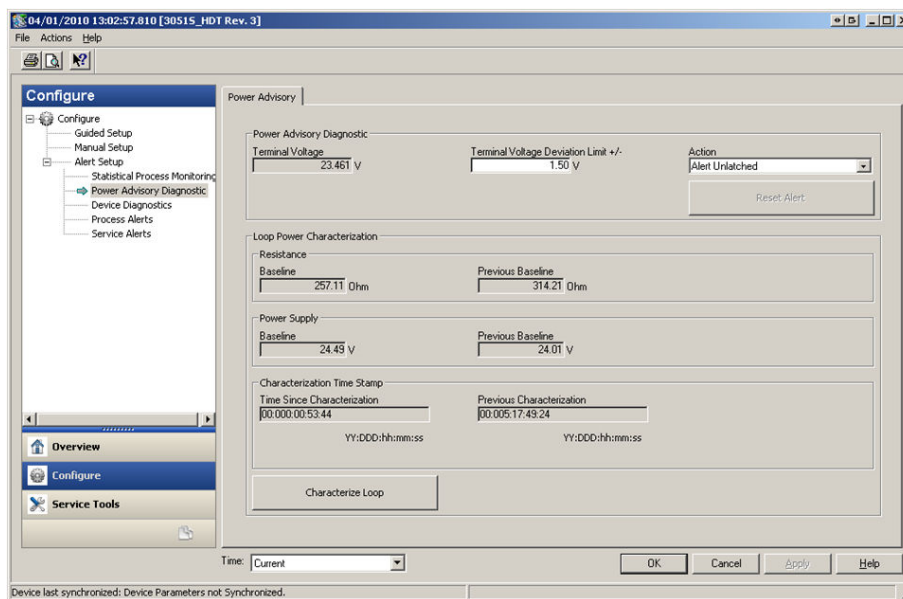 04/01/2010 13:02:57.810 [3051S_HDT Rev. 3]
File Actions Help
Configure
Configure
Guided Setup
Manual Setup
Alert Setup
Statistical Process Monitoring
Power Advisory Diagnostic
Device Diagnostics
Process Alerts
Service Alerts
Overview
Configure
Service Tools
Power Advisory
Power Advisory Diagnostic
Terminal Voltage
23.461 V
Terminal Voltage Deviation Limit +/-
1.50 V
Action
Alert Unlatched
Reset Alert
Loop Power Characterization
Resistance
Baseline
257.11 Ohm
Previous Baseline
314.21 Ohm
Power Supply
Baseline
24.49 V
Previous Baseline
24.01 V
Characterization Time Stamp
Time Since Characterization
00:000:00:53:44
YY:DDD:hh:mm:ss
Previous Characterization
00:005:17:49:24
YY:DDD:hh:mm:ss
Characterize Loop
Time: Current
OK Cancel Apply Help
Device last synchronized: Device Parameters not Synchronized.